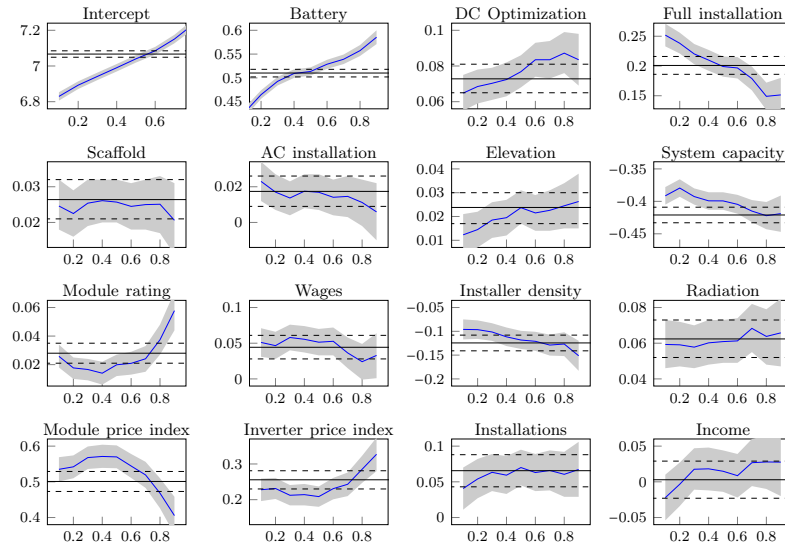 Intercept Battery DC Optimization Full installation
7.2 0.6 0.1
7 0.55 0.08 0.25
6.8 0.5 0.06 0.2
0.45 0.15
0.2 0.4 0.6 0.2 0.4 0.6 0.8 0.2 0.4 0.6 0.8 0.2 0.4 0.6 0.8
Scaffold AC installation Elevation System capacity
0.03 0.02 0.04 −0.35
0.02 0 0.03 −0.4
0.02 −0.45
0.01
0.2 0.4 0.6 0.8 0.2 0.4 0.6 0.8 0.2 0.4 0.6 0.8 0.2 0.4 0.6 0.8
Module rating Wages Installer density Radiation
0.06 0.1 −0.05 0.08
0.04 0.05 −0.1 0.06
0.02 0 −0.15 0.04
−0.2
0.2 0.4 0.6 0.8 0.2 0.4 0.6 0.8 0.2 0.4 0.6 0.8 0.2 0.4 0.6 0.8
Module price index Inverter price index Installations Income
0.6 0.3 0.1 0.05
0.5 0.2 0.05 0
0.4 0 −0.05
0.2 0.4 0.6 0.8 0.2 0.4 0.6 0.8 0.2 0.4 0.6 0.8 0.2 0.4 0.6 0.8